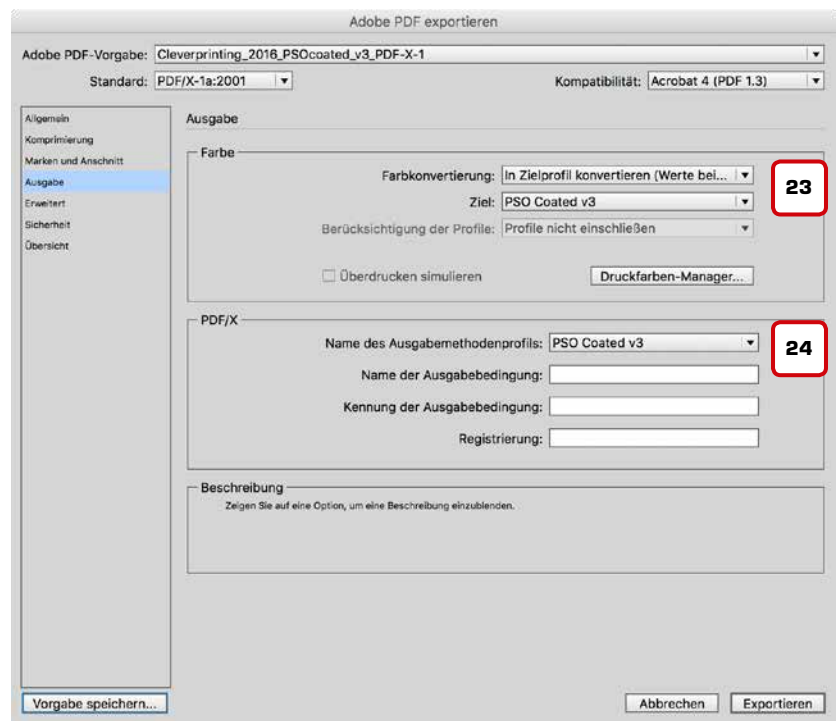 Adobe PDF exportieren
Adobe PDF-Vorgabe: Cleverprinting_2016_PSOcoated_v3_PDF-X-1
Standard: PDF/X-1a:2001 Kompatibilität: Acrobat 4 (PDF 1.3)
Allgemein
Komprimierung
Marken und Anschnitt
Ausgabe
Erweitert
Sicherheit
Übersicht
Ausgabe
Farbe
Farbkonvertierung: In Zielprofil konvertieren (Werte bei...
23
Ziel: PSO Coated v3
Berücksichtigung der Profile: Profile nicht einschließen
Überdrucken simulieren Druckfarben-Manager...
PDF/X
Name des Ausgabemethodenprofils: PSO Coated v3
24
Name der Ausgabebedingung:
Kennung der Ausgabebedingung:
Registrierung:
Beschreibung
Zeigen Sie auf eine Option, um eine Beschreibung einzublenden.
Vorgabe speichern... Abbrechen Exportieren